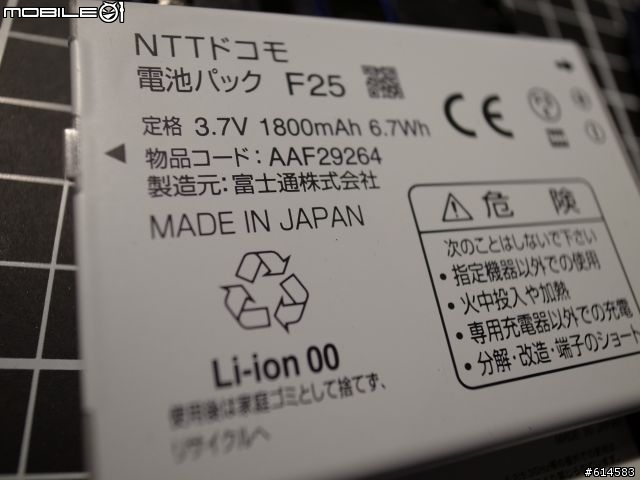 MOBILE01
NTTドコモ
電池パック F25
定格 3.7V 1800mAh 6.7Wh
物品コード：AAF29264
製造元：富士通株式会社
MADE IN JAPAN
CE
Li-ion 00
使用後は家庭ゴミとして捨てず、
リサイクルへ
⚠ 危険
次のことはしないで下さい
・指定機器以外での使用
・火中投入や加熱
・専用充電器以外での充電
・分解・改造・端子のショート
#614583